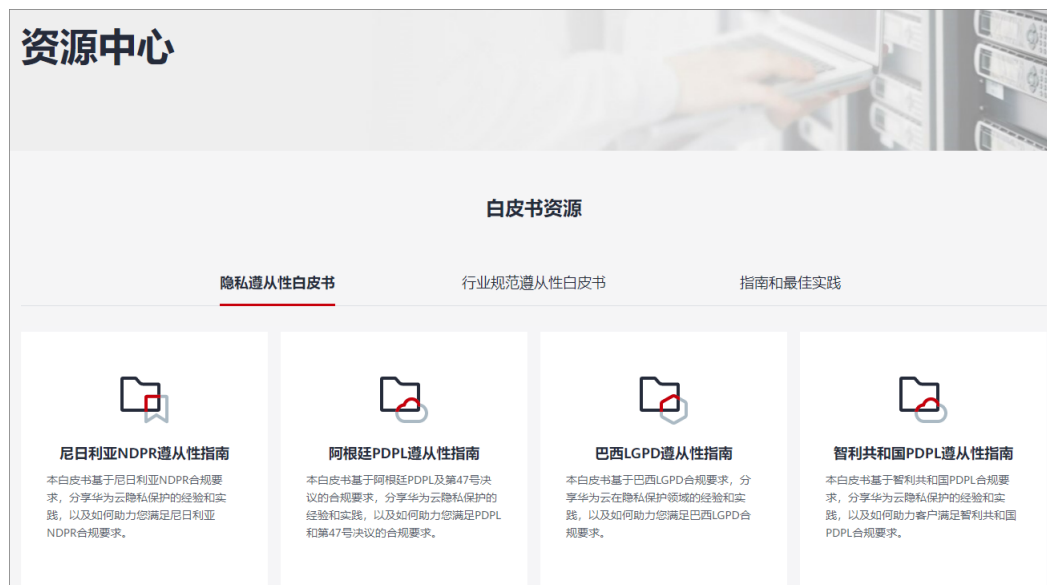 资源中心
白皮书资源
隐私遵从性白皮书
行业规范遵从性白皮书
指南和最佳实践
尼日利亚NDPR遵从性指南
本白皮书基于尼日利亚NDPR合规要
求，分享华为云隐私保护的经验和实
践，以及如何助力您满足尼日利亚
NDPR合规要求。
阿根廷PDPL遵从性指南
本白皮书基于阿根廷PDPL及第47号决
议的合规要求，分享华为云隐私保护的
经验和实践，以及如何助力您满足PDPL
和第47号决议的合规要求。
巴西LGPD遵从性指南
本白皮书基于巴西LGPD合规要求，分
享华为云在隐私保护领域的经验和实
践，以及如何助力您满足巴西LGPD合
规要求。
智利共和国PDPL遵从性指南
本白皮书基于智利共和国PDPL合规要
求，分享华为云隐私保护的经验和实
践，以及如何助力客户满足智利共和国
PDPL合规要求。